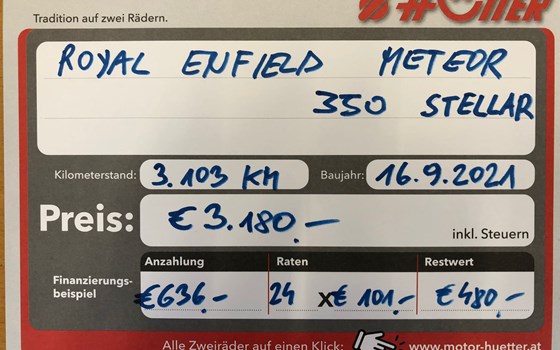 Tradition auf zwei Rädern.
HÜTTER
ROYAL ENFIELD METEOR
350 STELLAR
Kilometerstand: 3.103 KM Baujahr: 16.9.2021
Preis: € 3.180.- inkl. Steuern
Anzahlung Raten Restwert
Finanzierungs-
beispiel €636.- 24 x € 101.- €480.-
Alle Zweiräder auf einen Klick: www.motor-huetter.at